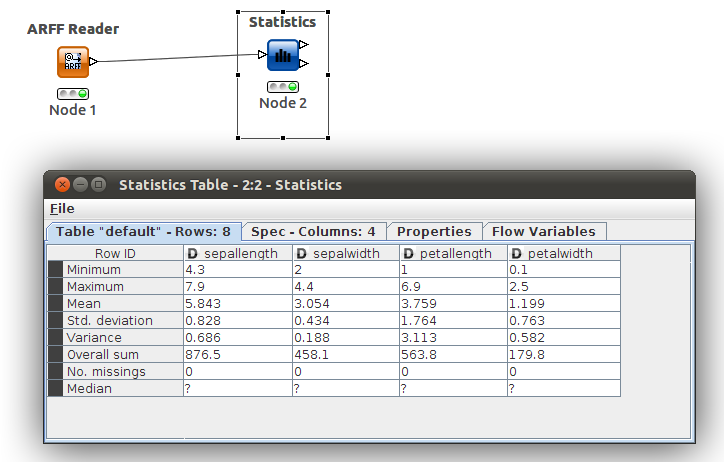 Statistics
ARFF Reader
ARFF
Node 1
Node 2
Statistics Table - 2:2 - Statistics
File
Table "default" - Rows: 8 Spec - Columns: 4 Properties Flow Variables
Row ID D sepallength D sepalwidth D petallength D petalwidth
Minimum 4.3 2 1 0.1
Maximum 7.9 4.4 6.9 2.5
Mean 5.843 3.054 3.759 1.199
Std. deviation 0.828 0.434 1.764 0.763
Variance 0.686 0.188 3.113 0.582
Overall sum 876.5 458.1 563.8 179.8
No. missings 0 0 0 0
Median ? ? ? ?